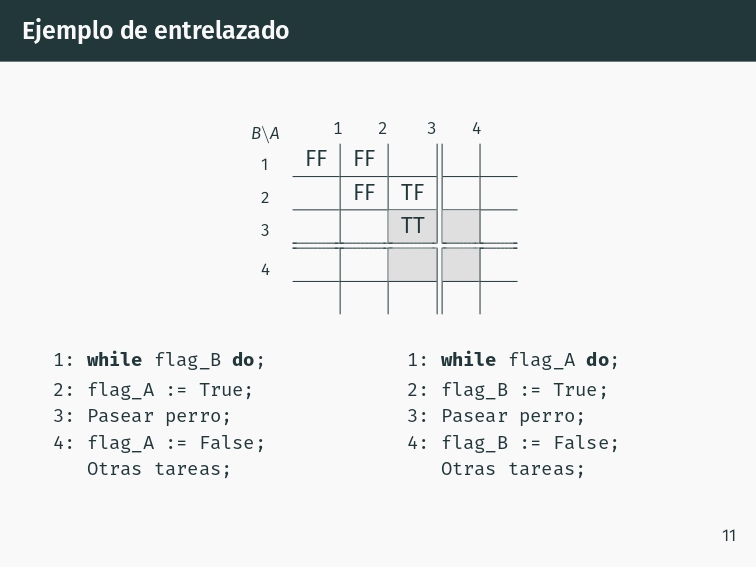 Ejemplo de entrelazado
B\A 1 2 3 4
1 FF FF
2 FF TF
3 TT
4
1: while flag_B do;
2: flag_A := True;
3: Pasear perro;
4: flag_A := False;
Otras tareas;
1: while flag_A do;
2: flag_B := True;
3: Pasear perro;
4: flag_B := False;
Otras tareas;
11